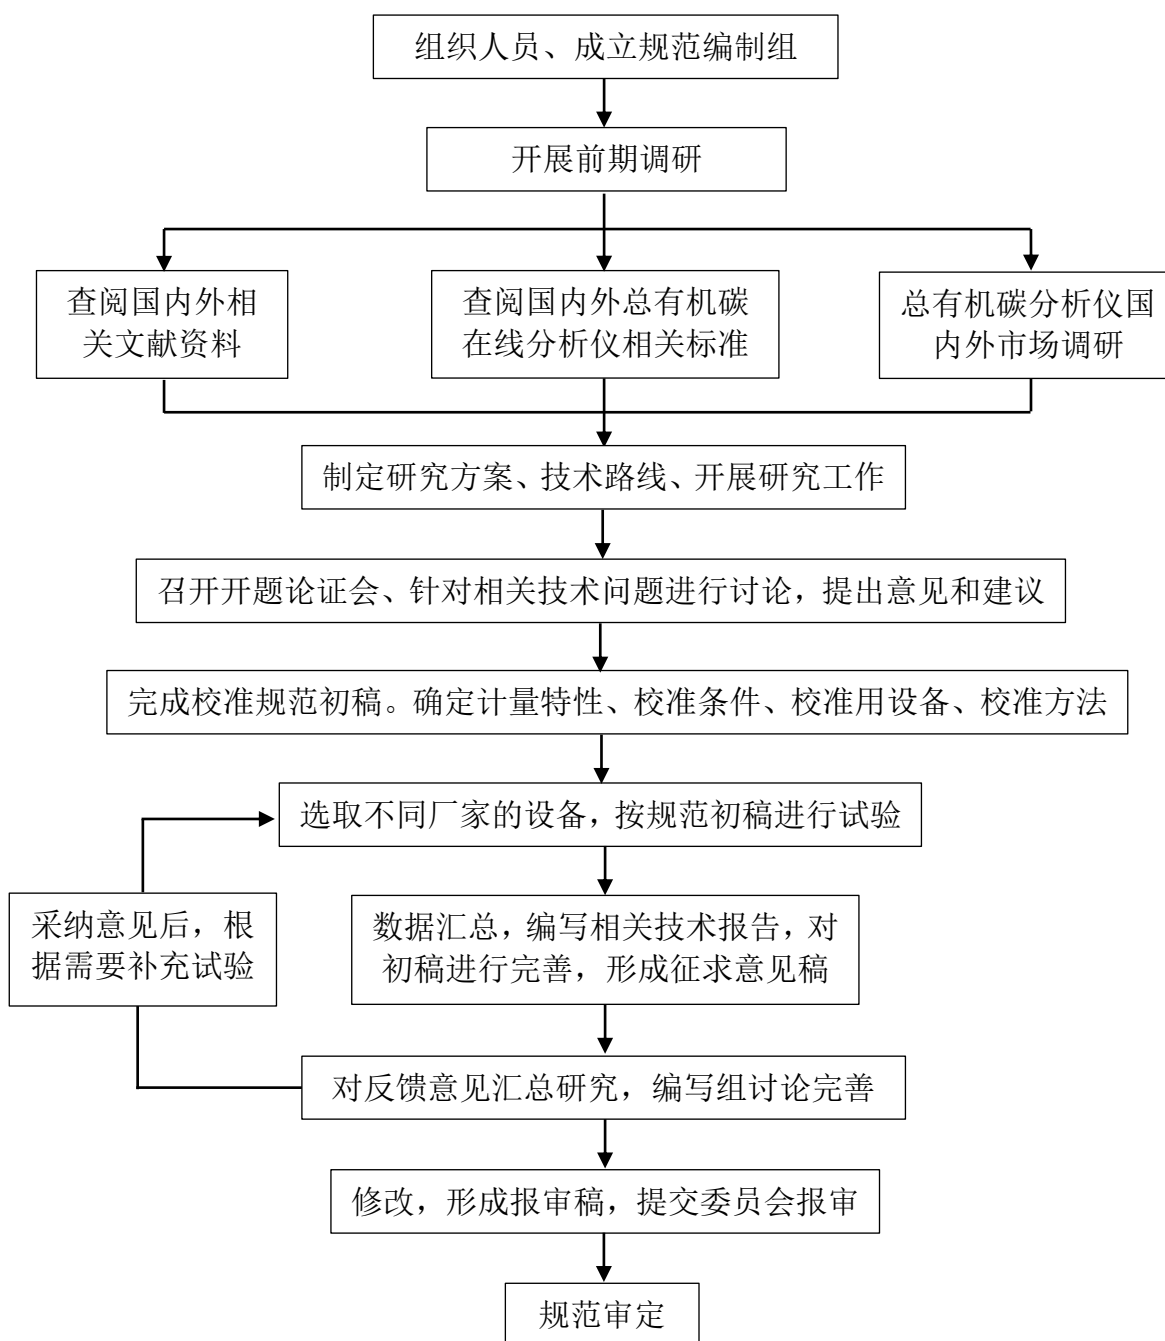 组织人员、成立规范编制组
开展前期调研
查阅国内外相
关文献资料
查阅国内外总有机碳
在线分析仪相关标准
总有机碳分析仪国
内外市场调研
制定研究方案、技术路线、开展研究工作
召开开题论证会、针对相关技术问题进行讨论，提出意见和建议
完成校准规范初稿。确定计量特性、校准条件、校准用设备、校准方法
选取不同厂家的设备，按规范初稿进行试验
采纳意见后，根
据需要补充试验
数据汇总，编写相关技术报告，对
初稿进行完善，形成征求意见稿
对反馈意见汇总研究，编写组讨论完善
修改，形成报审稿，提交委员会报审
规范审定